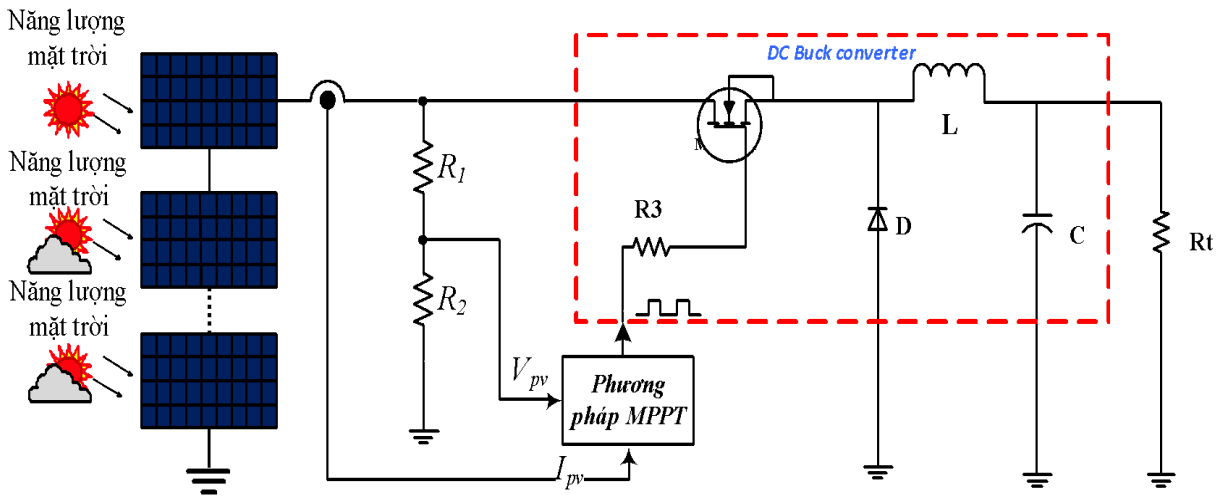 Năng lượng
mặt trời
Năng lượng
mặt trời
Năng lượng
mặt trời
DC Buck converter
R1
R2
R3
L
D
C
Rt
Vpv
Phương
pháp MPPT
Ipv